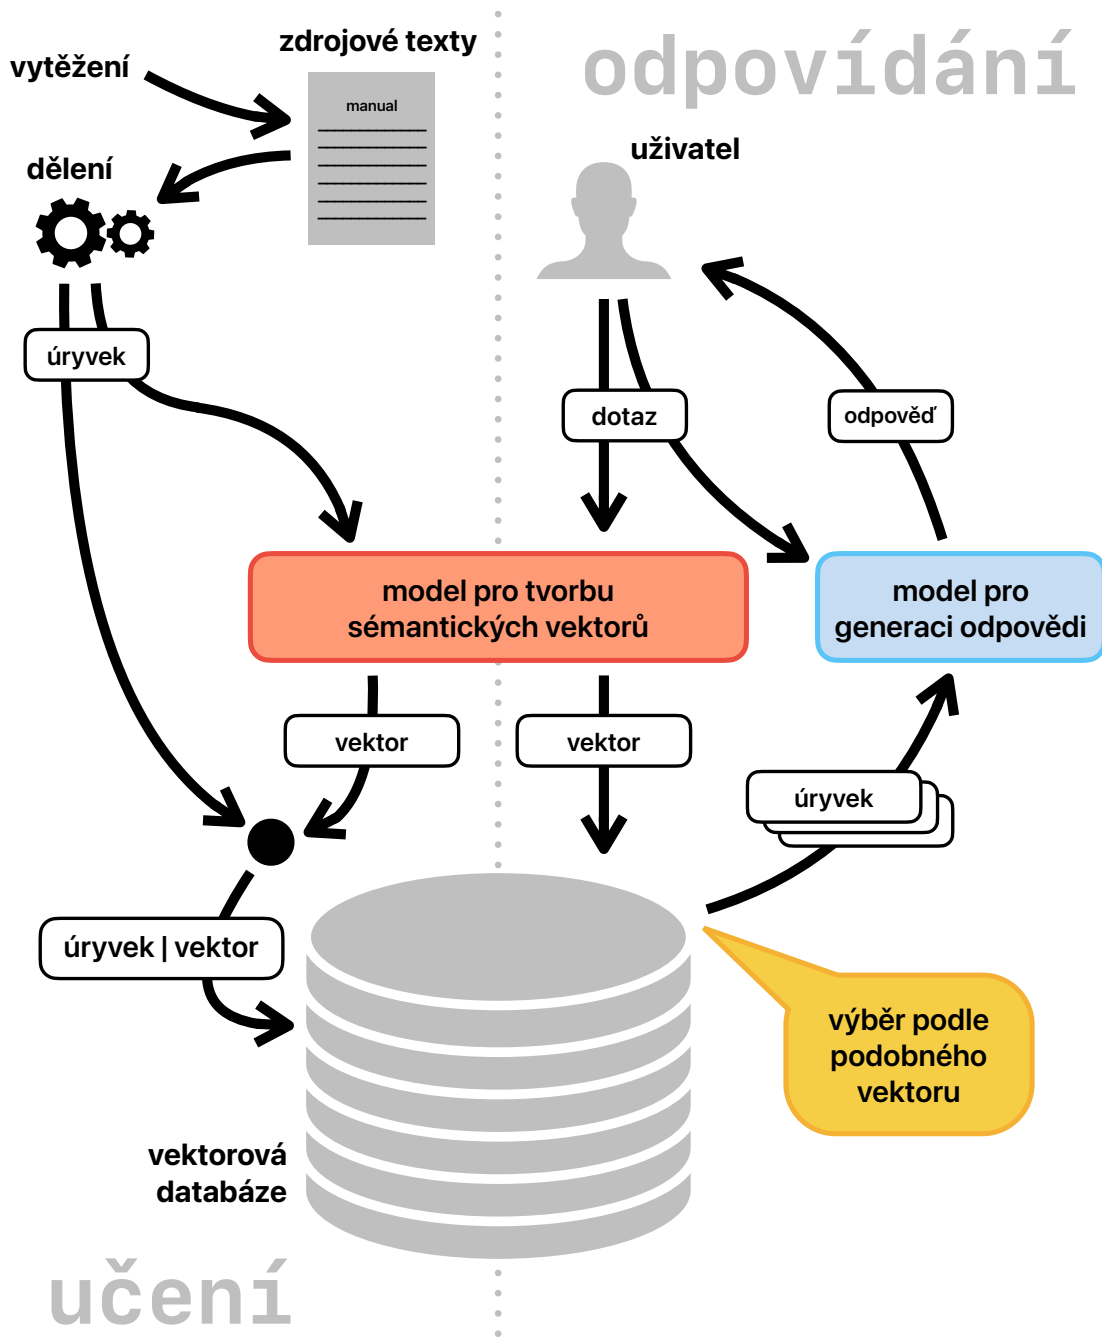 zdrojové texty
odpovídání
vytěžení
manual
uživatel
dělení
úryvek
dotaz
odpověď
model pro tvorbu
sémantických vektorů
model pro
generaci odpovědi
vektor
vektor
úryvek
úryvek | vektor
výběr podle
podobného
vektoru
vektorová
databáze
učení